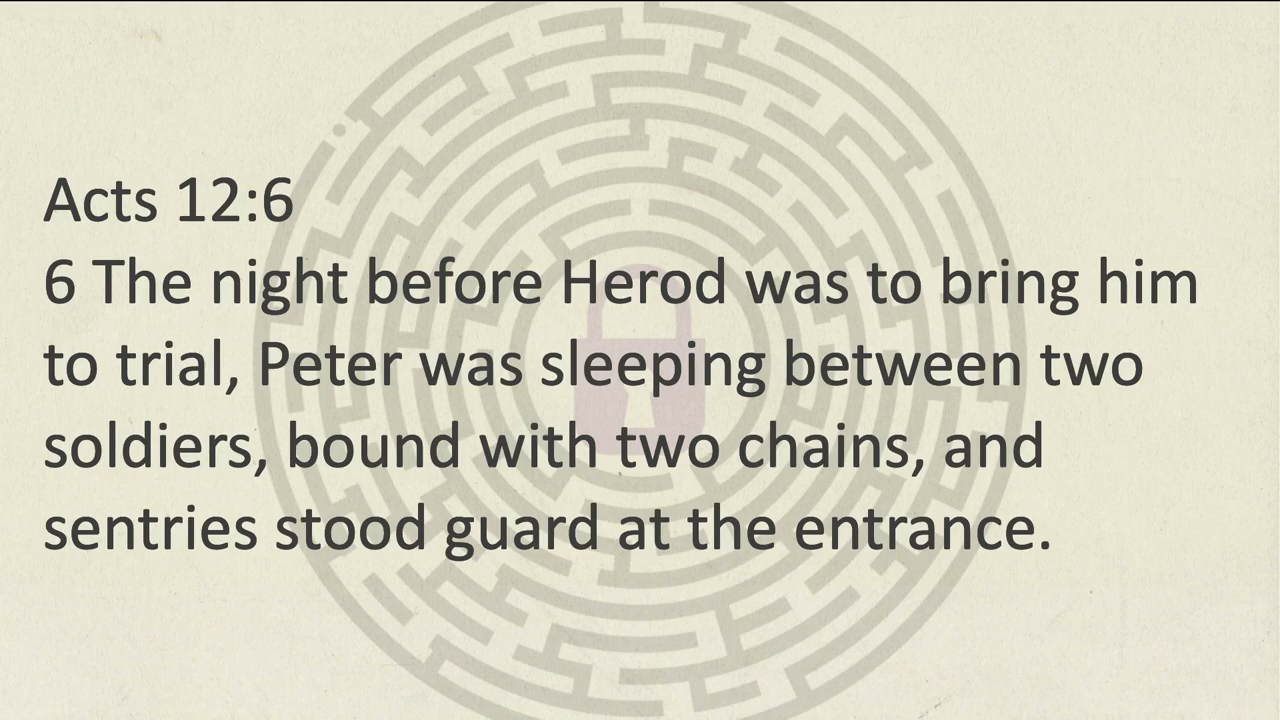 Acts 12:6
6 The night before Herod was to bring him
to trial, Peter was sleeping between two
soldiers, bound with two chains, and
sentries stood guard at the entrance.